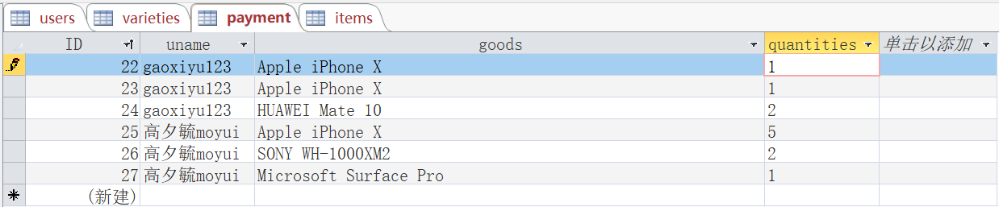 users varieties payment items
ID uname goods quantities 单击以添加
22 gaoxiyu123 Apple iPhone X 1
23 gaoxiyu123 Apple iPhone X 1
24 gaoxiyu123 HUAWEI Mate 10 2
25 高夕毓moyui Apple iPhone X 5
26 高夕毓moyui SONY WH-1000XM2 2
27 高夕毓moyui Microsoft Surface Pro 1
(新建)